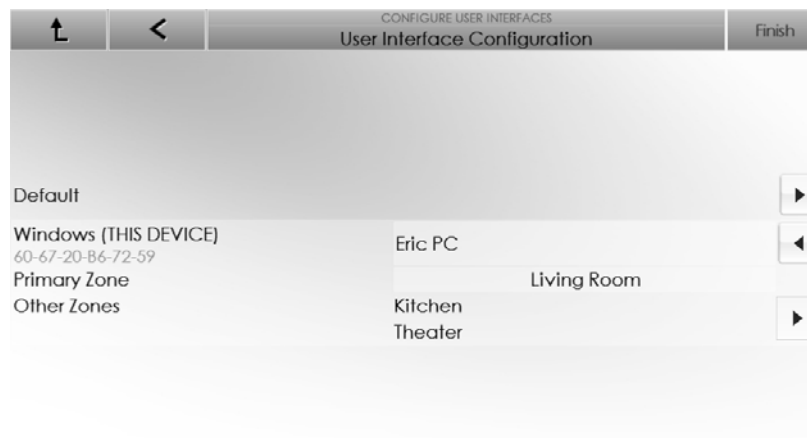 CONFIGURE USER INTERFACES
User Interface Configuration
Finish
Default
Windows (THIS DEVICE)
60-67-20-B6-72-59
Eric PC
Primary Zone
Living Room
Other Zones
Kitchen
Theater